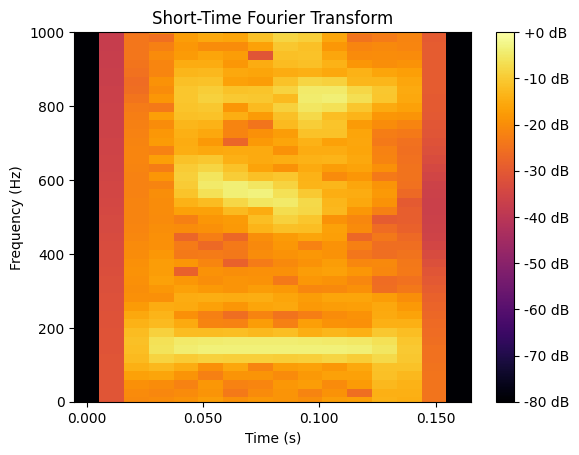 Short-Time Fourier Transform
Frequency (Hz)
1000
800
600
400
200
0
0.000
0.050
0.100
0.150
Time (s)
+0 dB
-10 dB
-20 dB
-30 dB
-40 dB
-50 dB
-60 dB
-70 dB
-80 dB